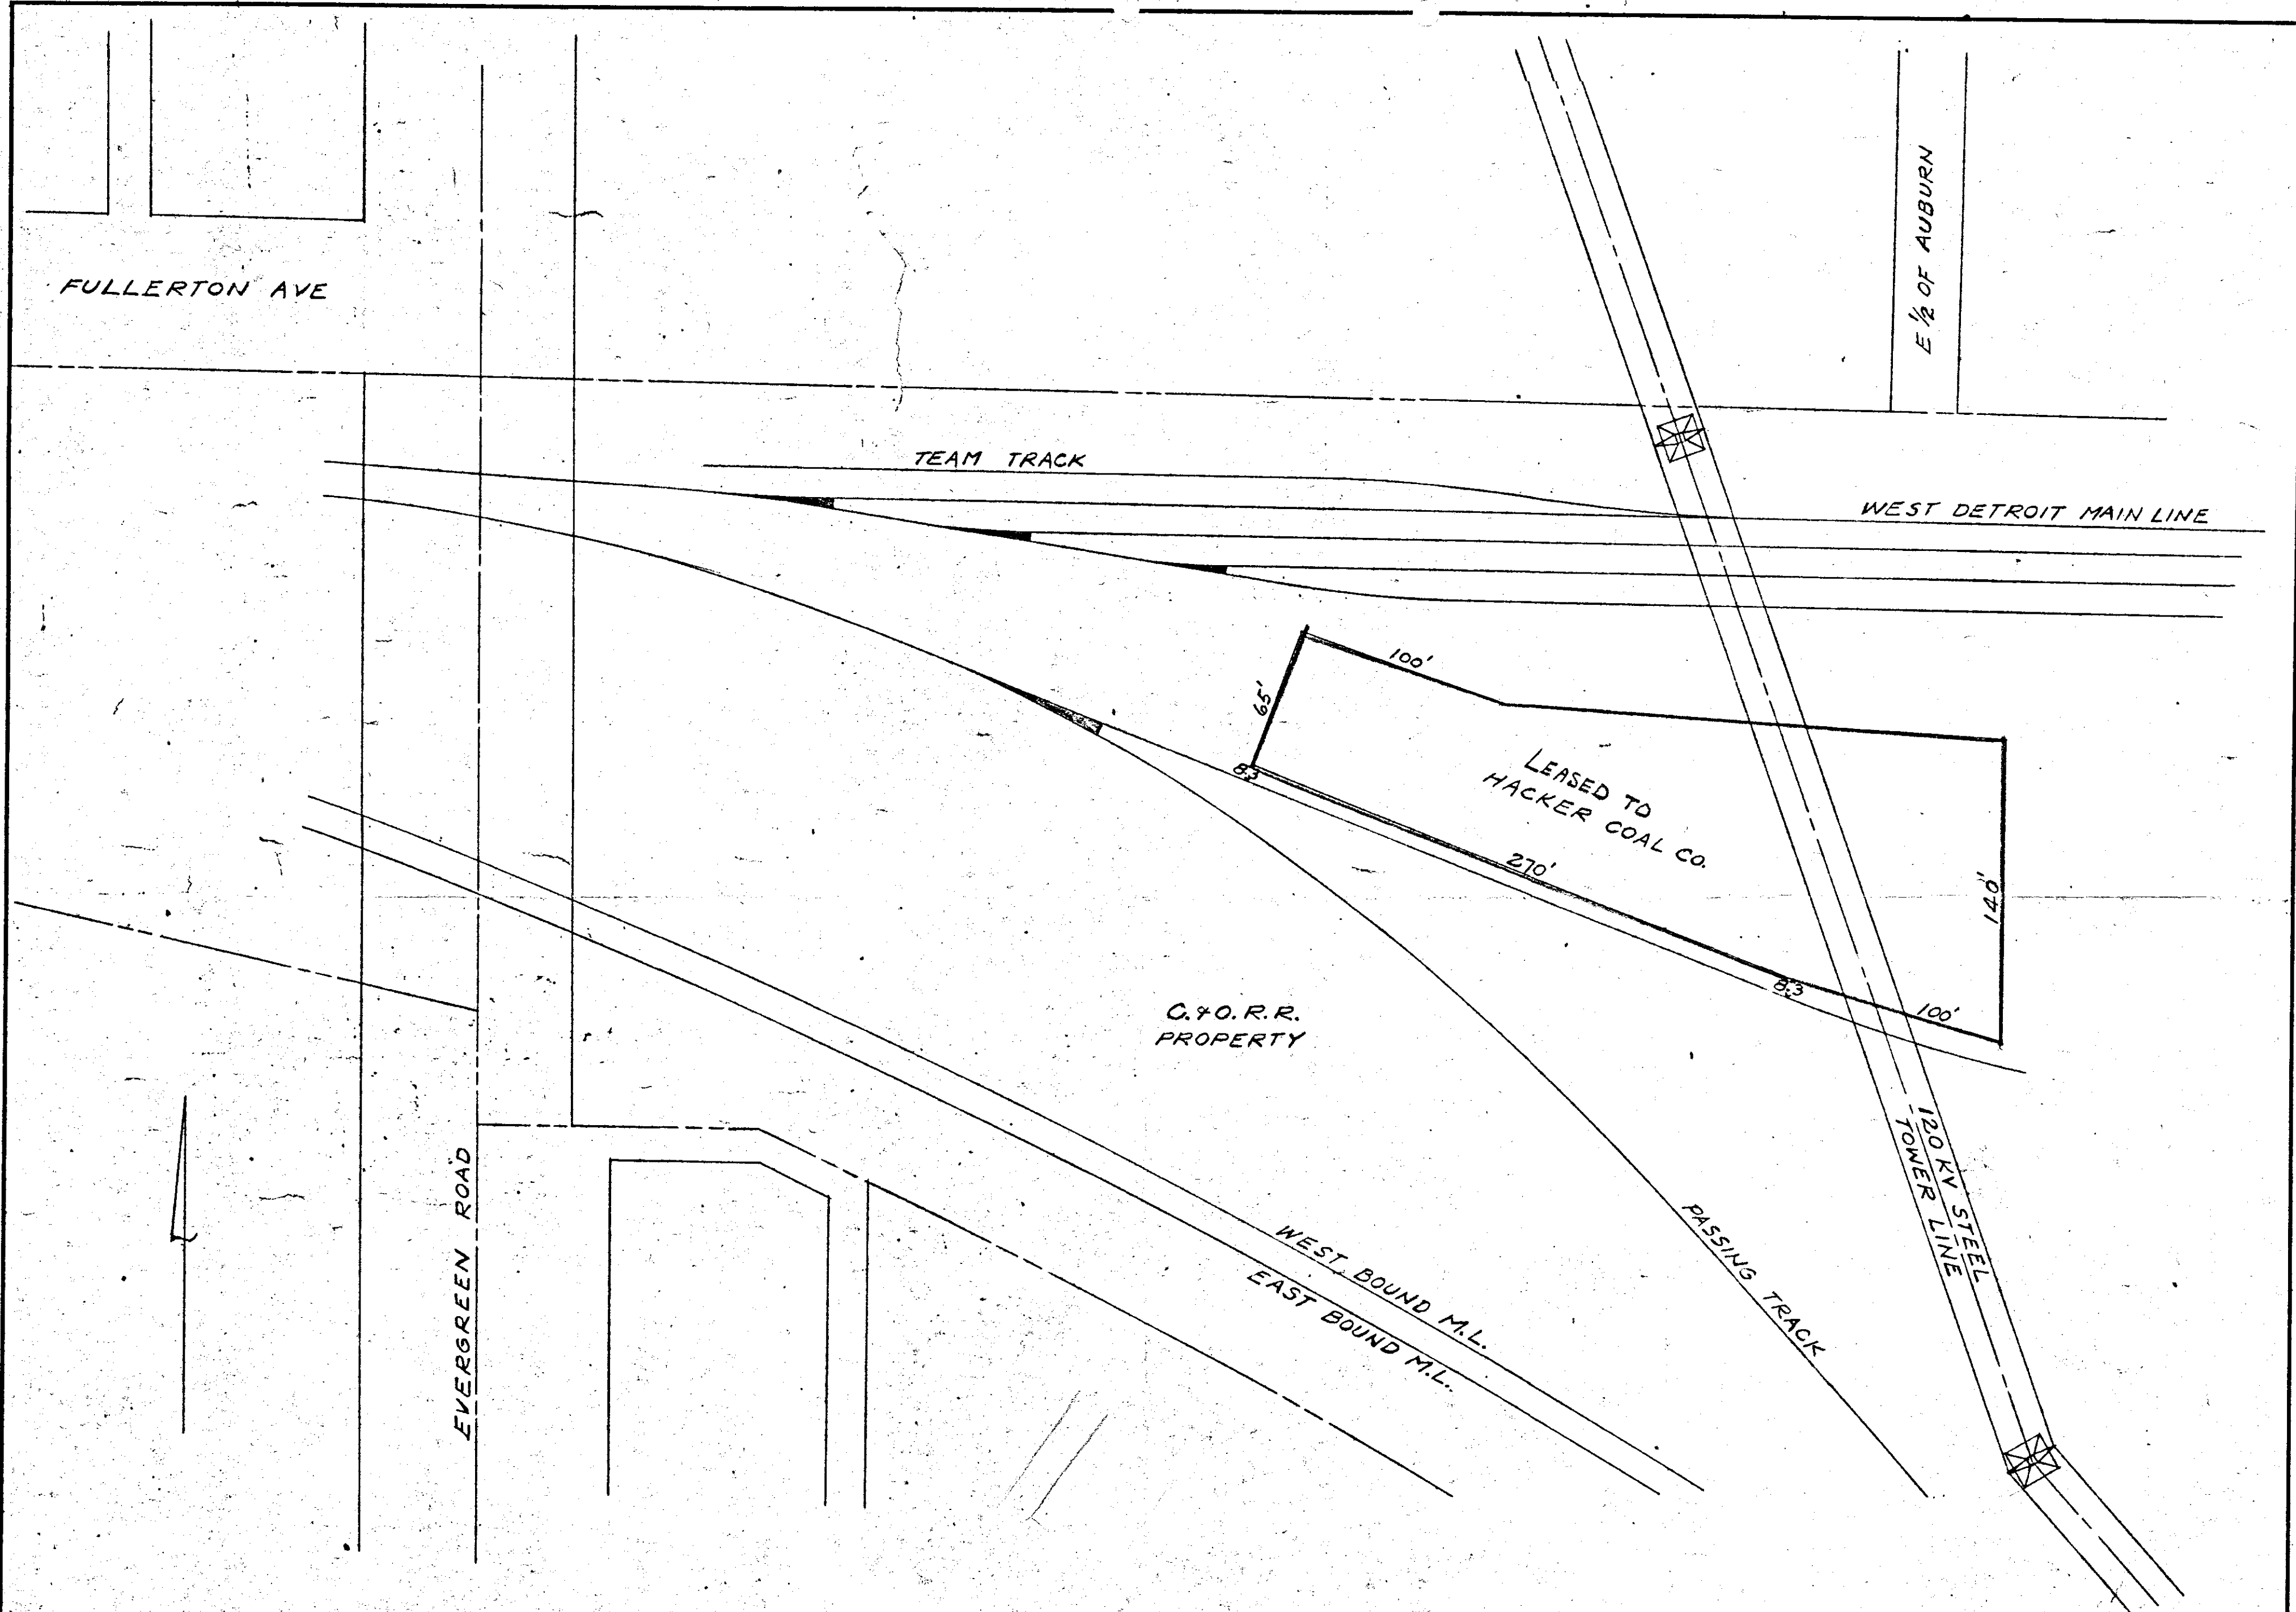 E 1/2 OF AUBURN
FULLERTON AVE
TEAM TRACK
WEST DETROIT MAIN LINE
100'
65'
8.3
LEASED TO
HACKER COAL CO.
270'
140'
8.3
100'
C. & O. R. R.
PROPERTY
120 KV STEEL
TOWER LINE
EVERGREEN ROAD
PASSING TRACK
WEST BOUND M.L.
EAST BOUND M.L.